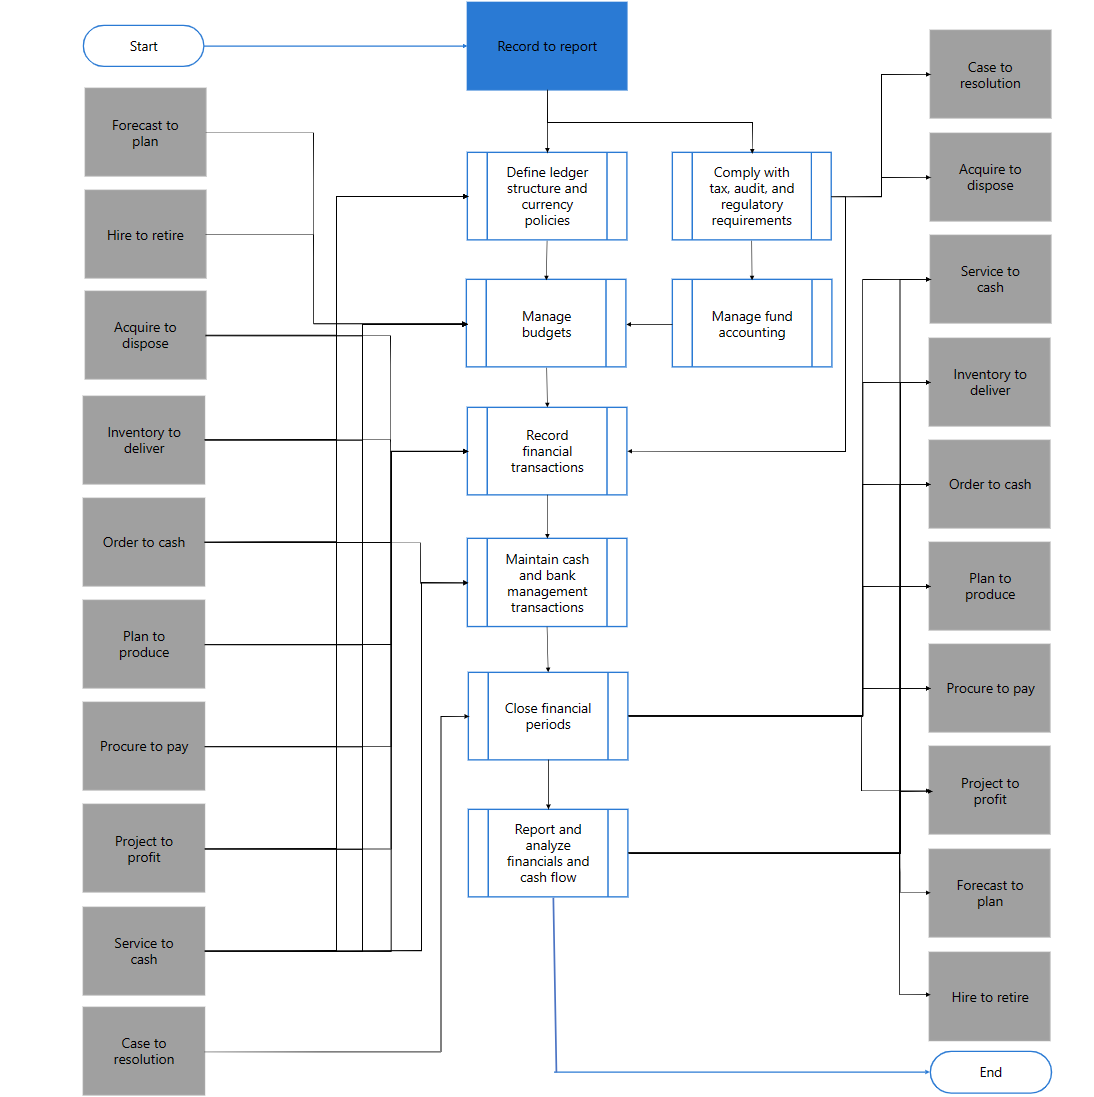 Start
Record to report
Case to
resolution
Forecast to
plan
Define ledger
structure and
currency
policies
Comply with
tax, audit, and
regulatory
requirements
Acquire to
dispose
Hire to retire
Service to
cash
Acquire to
dispose
Manage
budgets
Manage fund
accounting
Inventory to
deliver
Inventory to
deliver
Record
financial
transactions
Order to cash
Order to cash
Maintain cash
and bank
management
transactions
Plan to
produce
Plan to
produce
Procure to pay
Close financial
periods
Procure to pay
Project to
profit
Project to
profit
Report and
analyze
financials and
cash flow
Forecast to
plan
Service to
cash
Hire to retire
Case to
resolution
End